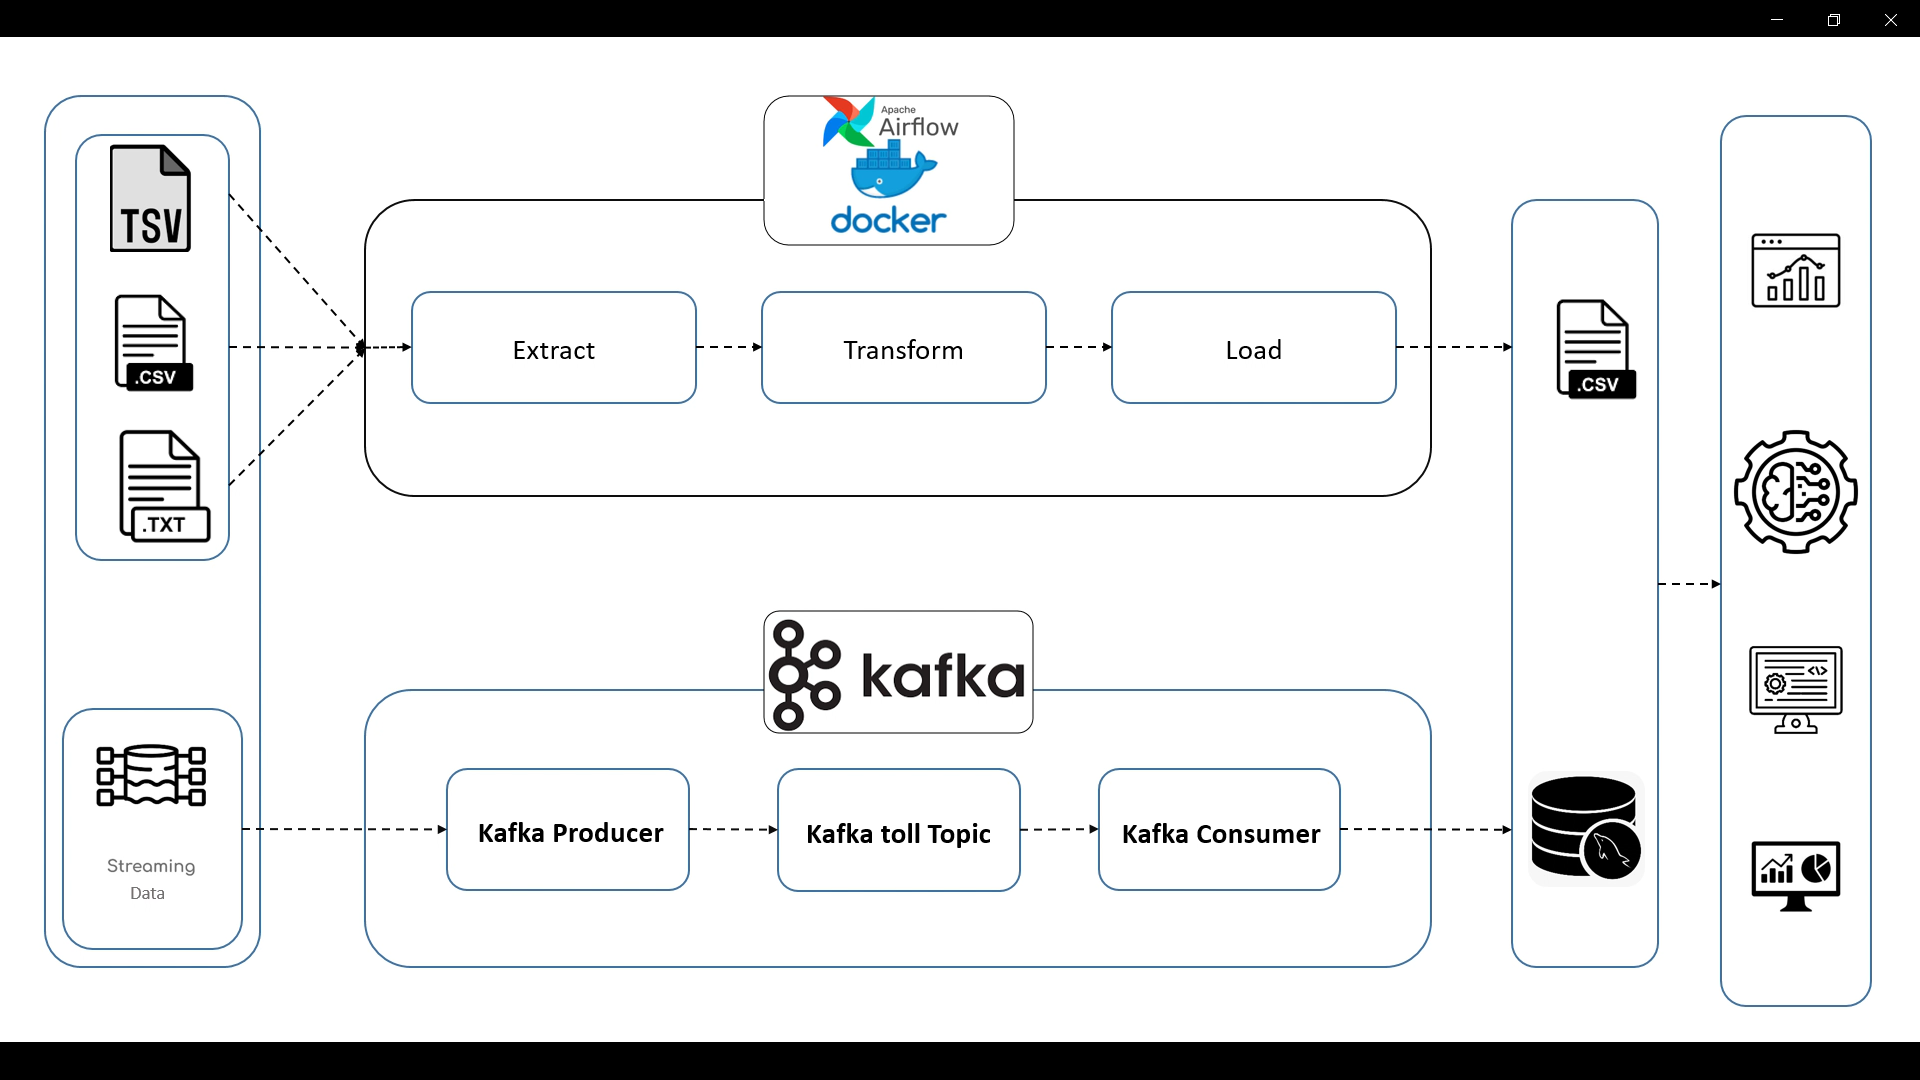 TSV
.CSV
.TXT
Streaming
Data
Apache
Airflow
docker
Extract
Transform
Load
kafka
Kafka Producer
Kafka toll Topic
Kafka Consumer
.CSV
</>